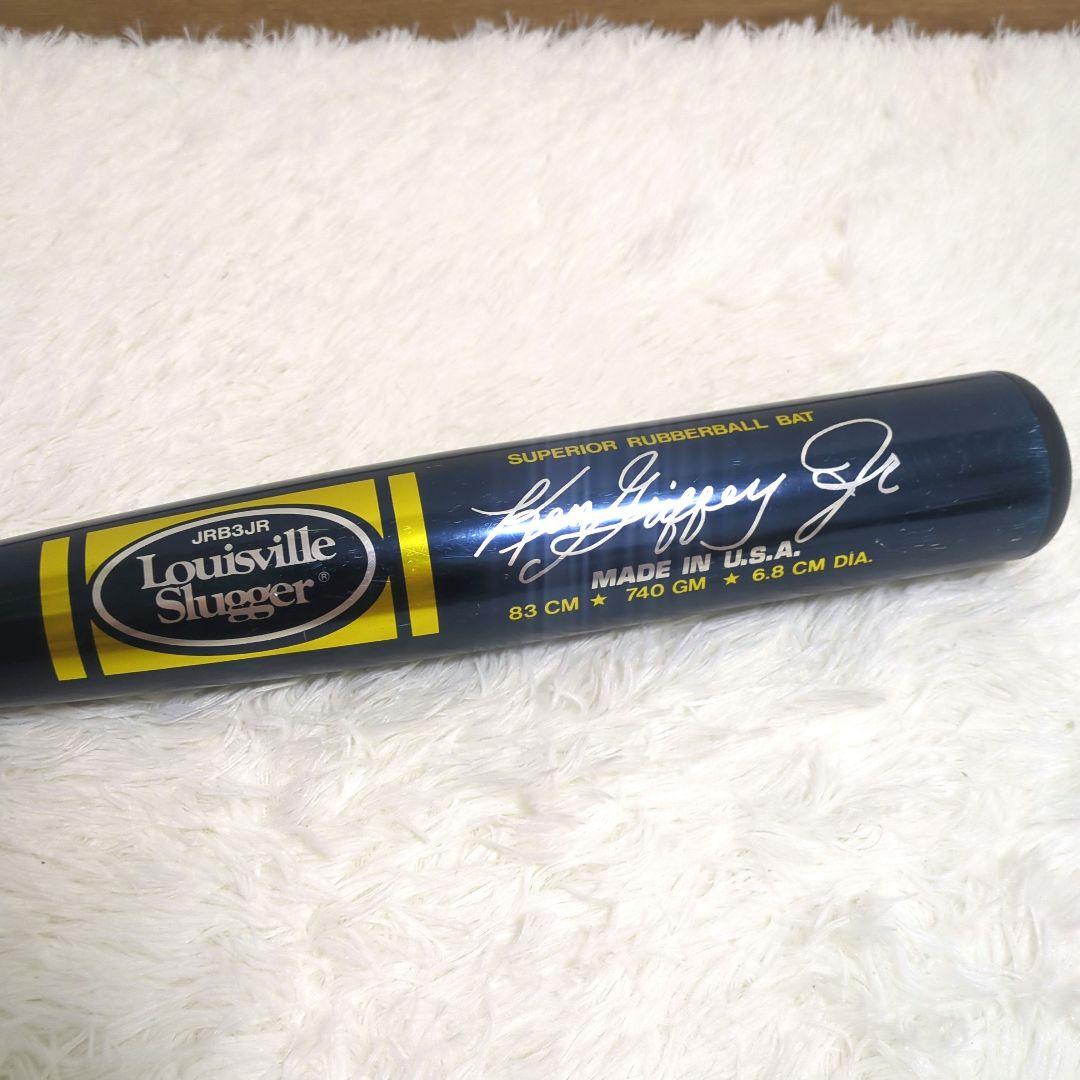 JRB3JR
Louisville
Slugger®
SUPERIOR RUBBERBALL BAT
Ken Griffey Jr
MADE IN U.S.A.
83 CM ★ 740 GM ★ 6.8 CM DIA.